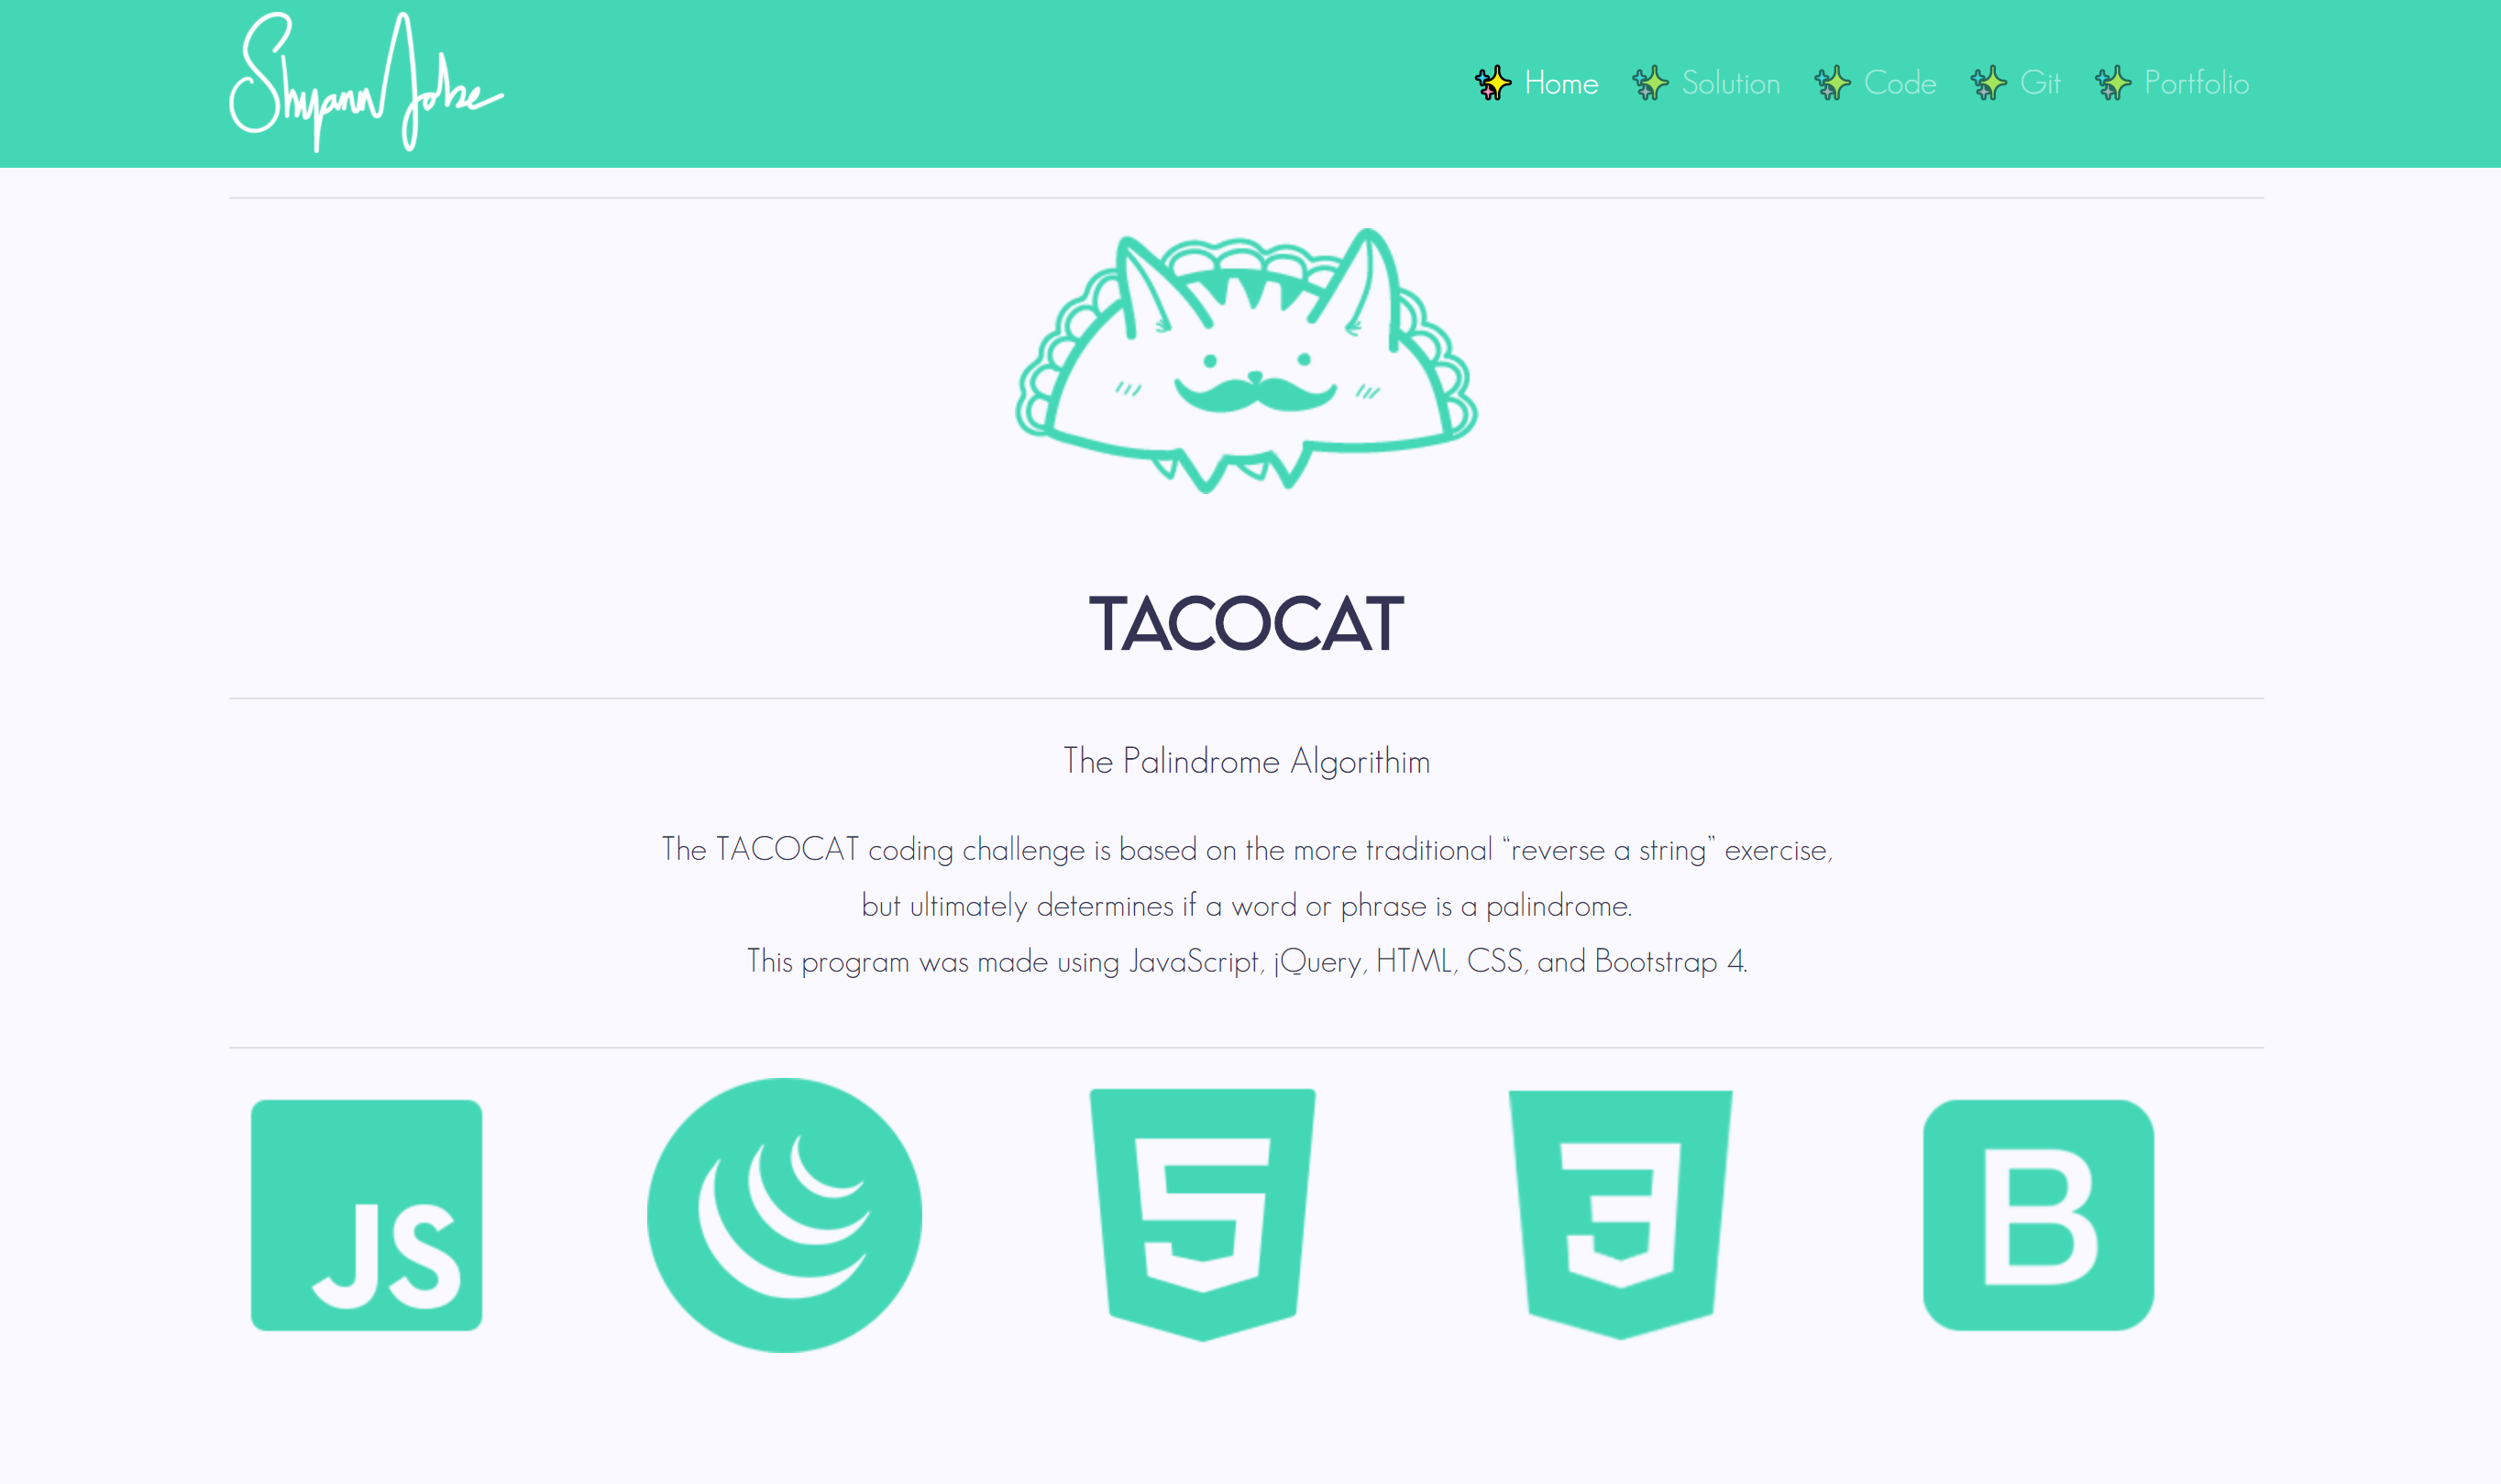 Shyann Jobe
Home Solution Code Git Portfolio
TACOCAT
The Palindrome Algorithim
The TACOCAT coding challenge is based on the more traditional “reverse a string” exercise,
but ultimately determines if a word or phrase is a palindrome.
This program was made using JavaScript, jQuery, HTML, CSS, and Bootstrap 4.
JS 5 3 B